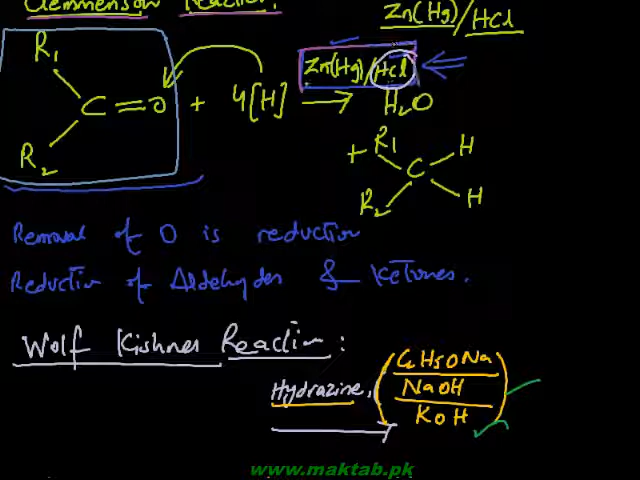 Clemmenson Reaction
Zn(Hg)/HCl
R1
R2
C=O + 4[H]
Zn(Hg)/HCl
H2O
+
R1
R2
C
H
H
Removal of O is reduction
Reduction of Aldehydes & Ketones.
Wolf Kishner Reaction:
Hydrazine,
C2H5ONa
NaOH
KOH
www.maktab.pk